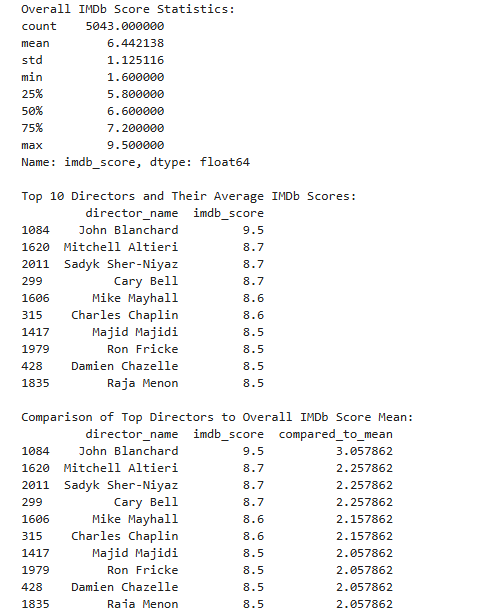 Overall IMDb Score Statistics:
count    5043.000000
mean        6.442138
std         1.125116
min         1.600000
25%         5.800000
50%         6.600000
75%         7.200000
max         9.500000
Name: imdb_score, dtype: float64

Top 10 Directors and Their Average IMDb Scores:
         director_name  imdb_score
1084    John Blanchard         9.5
1620  Mitchell Altieri         8.7
2011  Sadyk Sher-Niyaz         8.7
299          Cary Bell         8.7
1606      Mike Mayhall         8.6
315    Charles Chaplin         8.6
1417      Majid Majidi         8.5
1979        Ron Fricke         8.5
428    Damien Chazelle         8.5
1835        Raja Menon         8.5

Comparison of Top Directors to Overall IMDb Score Mean:
         director_name  imdb_score  compared_to_mean
1084    John Blanchard         9.5          3.057862
1620  Mitchell Altieri         8.7          2.257862
2011  Sadyk Sher-Niyaz         8.7          2.257862
299          Cary Bell         8.7          2.257862
1606      Mike Mayhall         8.6          2.157862
315    Charles Chaplin         8.6          2.157862
1417      Majid Majidi         8.5          2.057862
1979        Ron Fricke         8.5          2.057862
428    Damien Chazelle         8.5          2.057862
1835        Raja Menon         8.5          2.057862